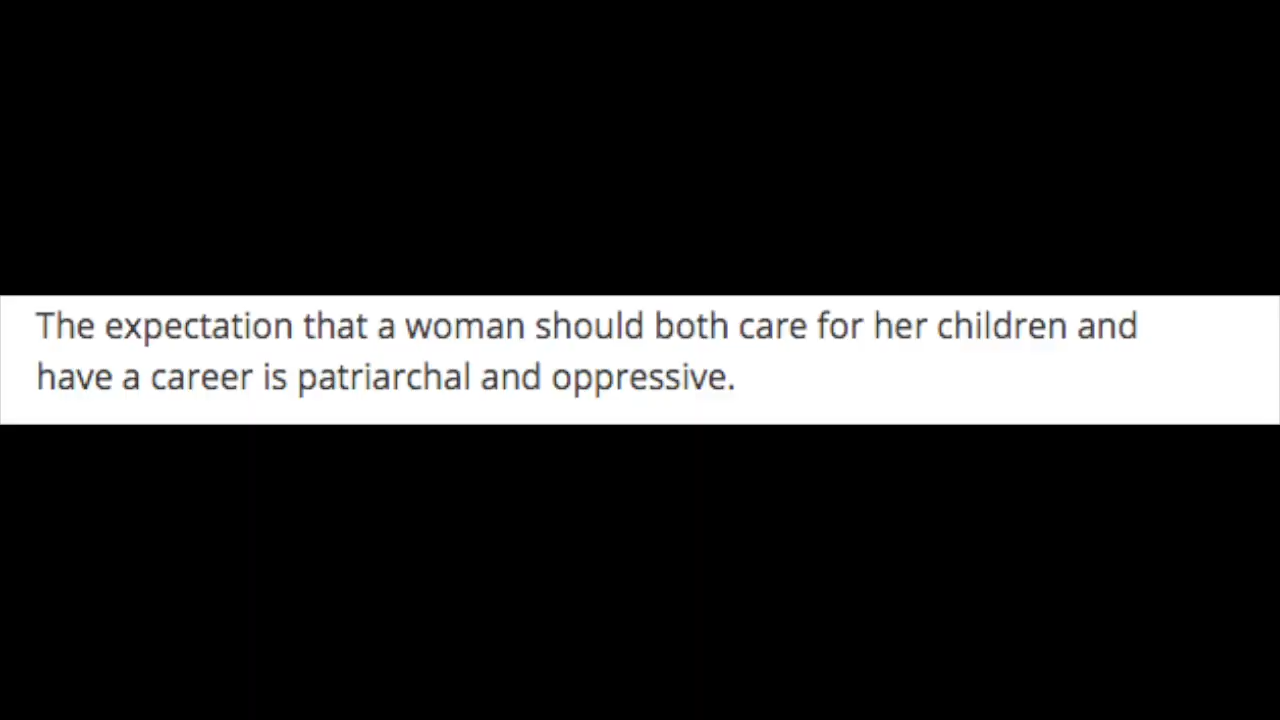 The expectation that a woman should both care for her children and
have a career is patriarchal and oppressive.